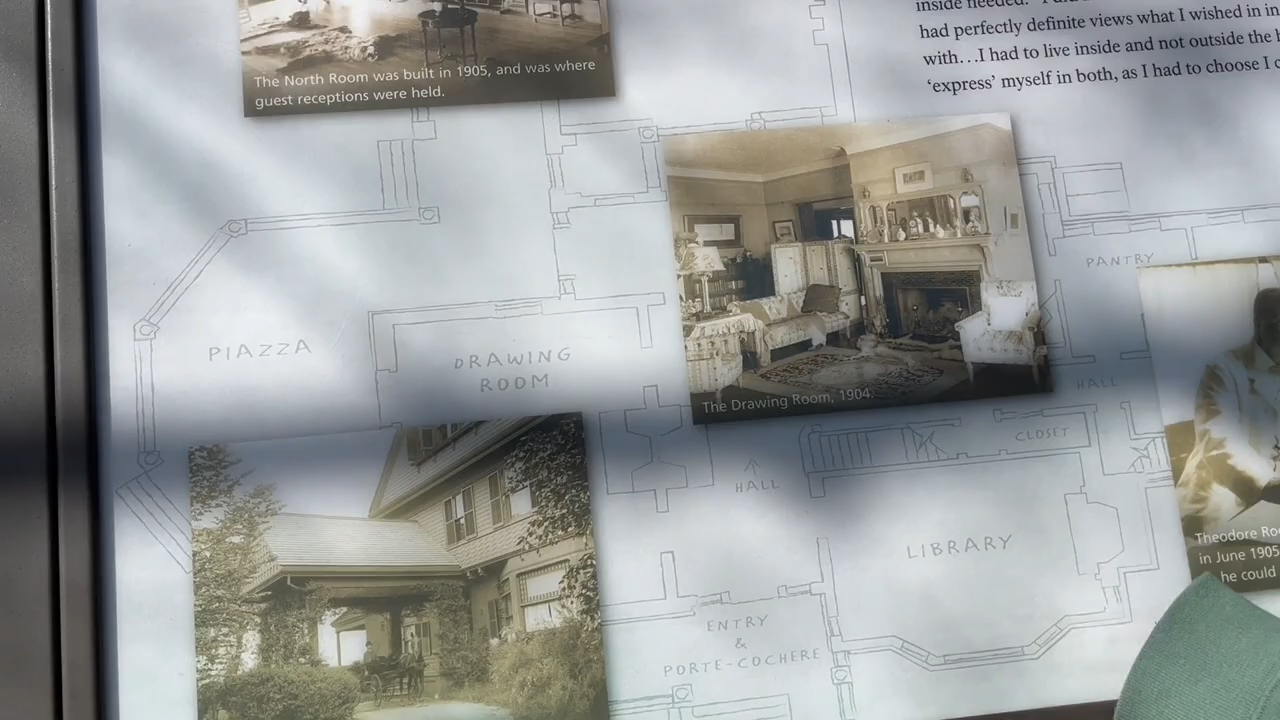 inside needed.
had perfectly definite views what I wished in in
with…I had to live inside and not outside the
'express' myself in both, as I had to choose I
The North Room was built in 1905, and was where
guest receptions were held.
PANTRY
PIAZZA
DRAWING
ROOM
HALL
The Drawing Room, 1904.
CLOSET
HALL
LIBRARY
Theodore Ro
in June 1905
he could
ENTRY
&
PORTE-COCHERE